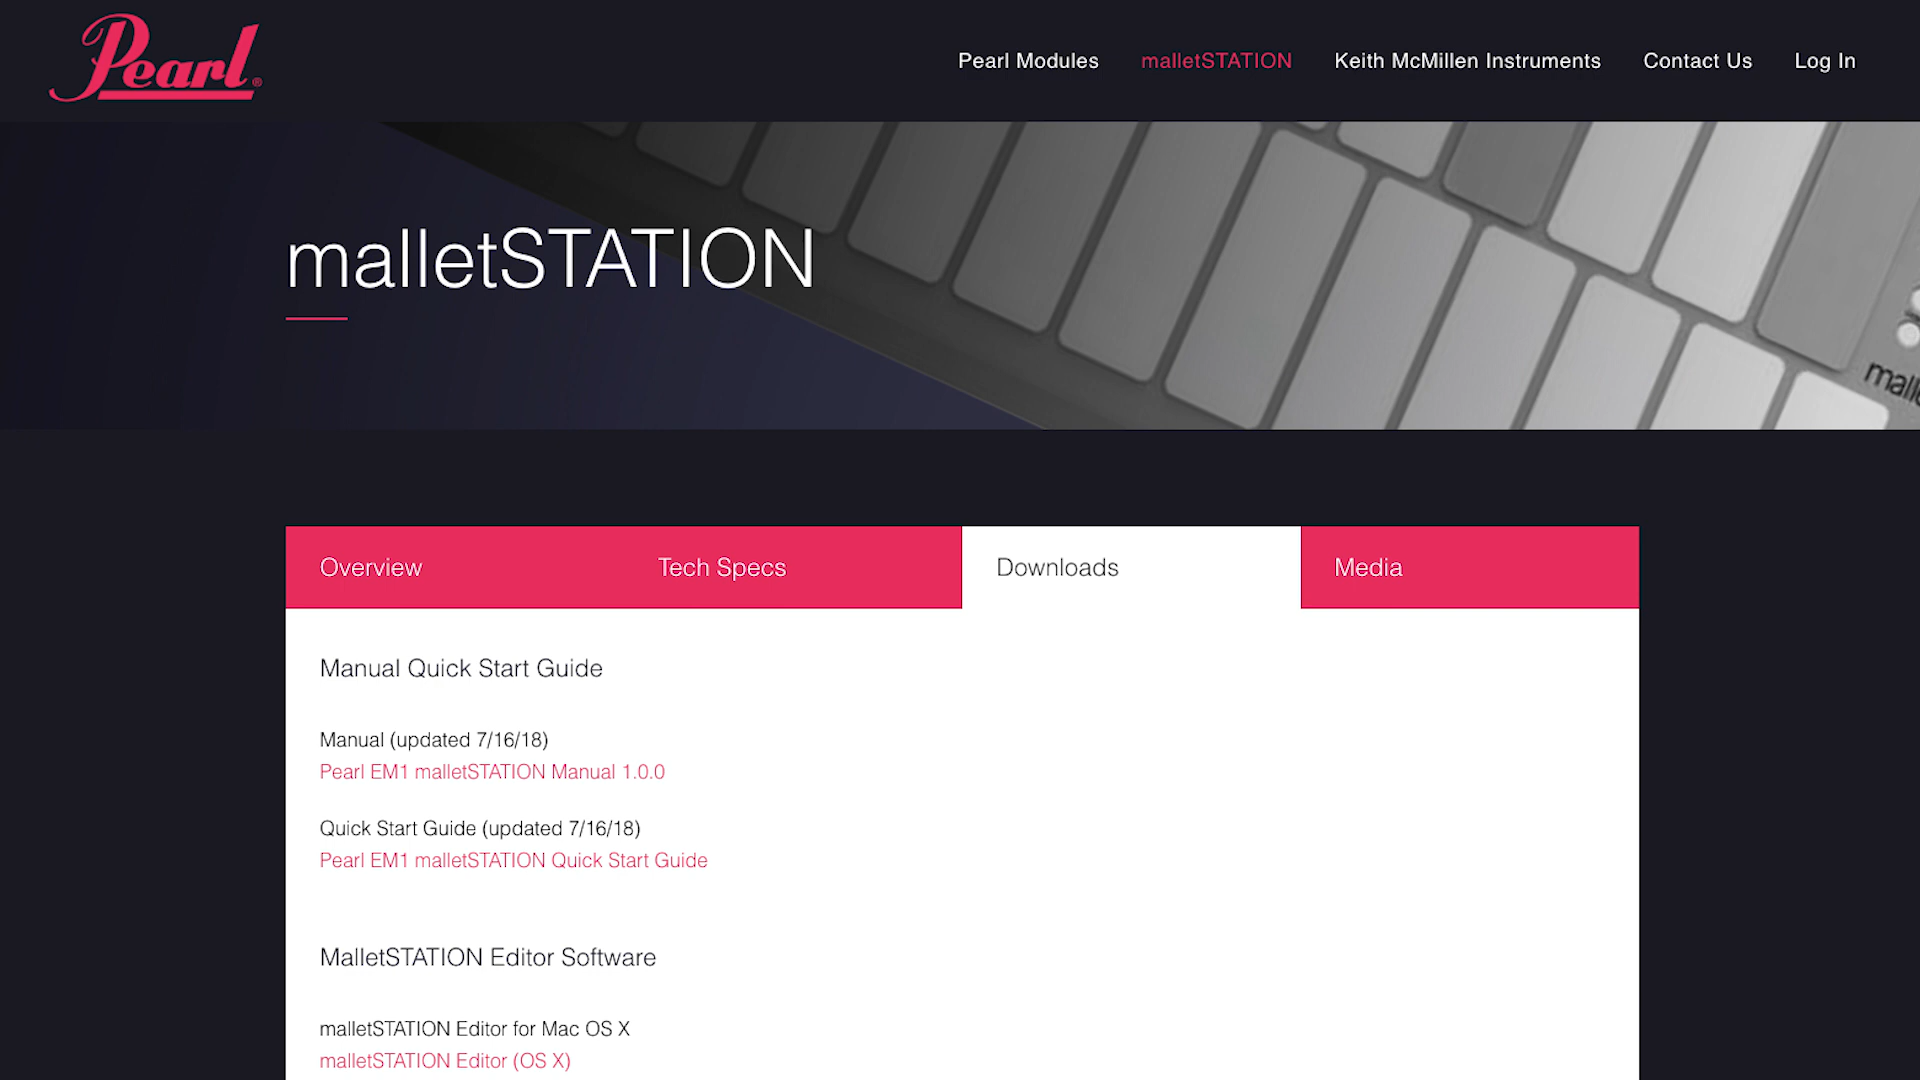 Pearl®
Pearl Modules
malletSTATION
Keith McMillen Instruments
Contact Us
Log In
malletSTATION
Overview
Tech Specs
Downloads
Media
Manual Quick Start Guide
Manual (updated 7/16/18)
Pearl EM1 malletSTATION Manual 1.0.0
Quick Start Guide (updated 7/16/18)
Pearl EM1 malletSTATION Quick Start Guide
MalletSTATION Editor Software
malletSTATION Editor for Mac OS X
malletSTATION Editor (OS X)